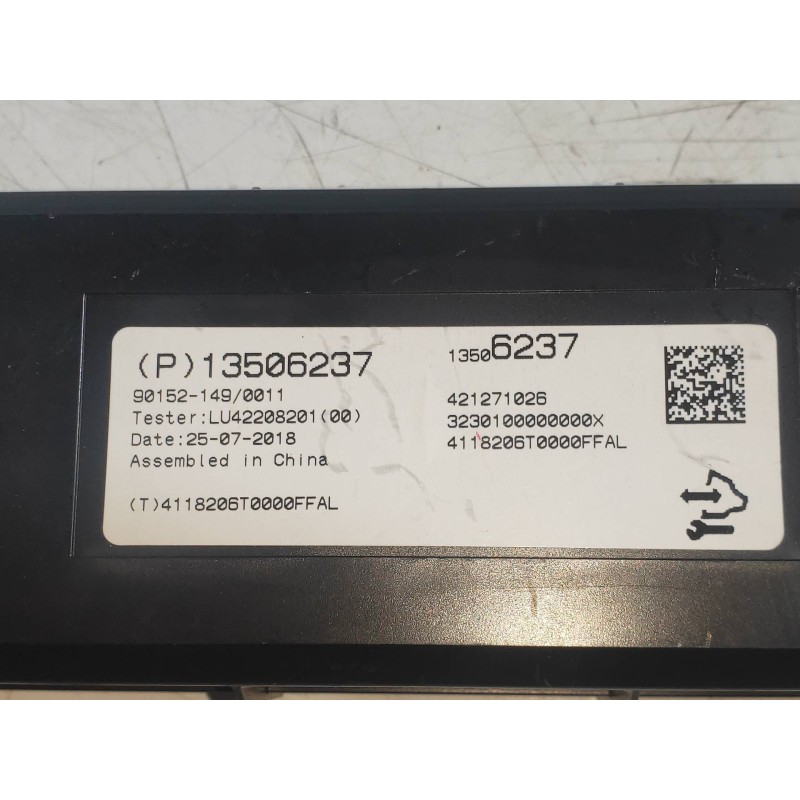 (P)13506237
90152-149/0011
Tester:LU42208201(00)
Date:25-07-2018
Assembled in China
(T)4118206T0000FFAL
13506237
421271026
3230100000000X
4118206T0000FFAL